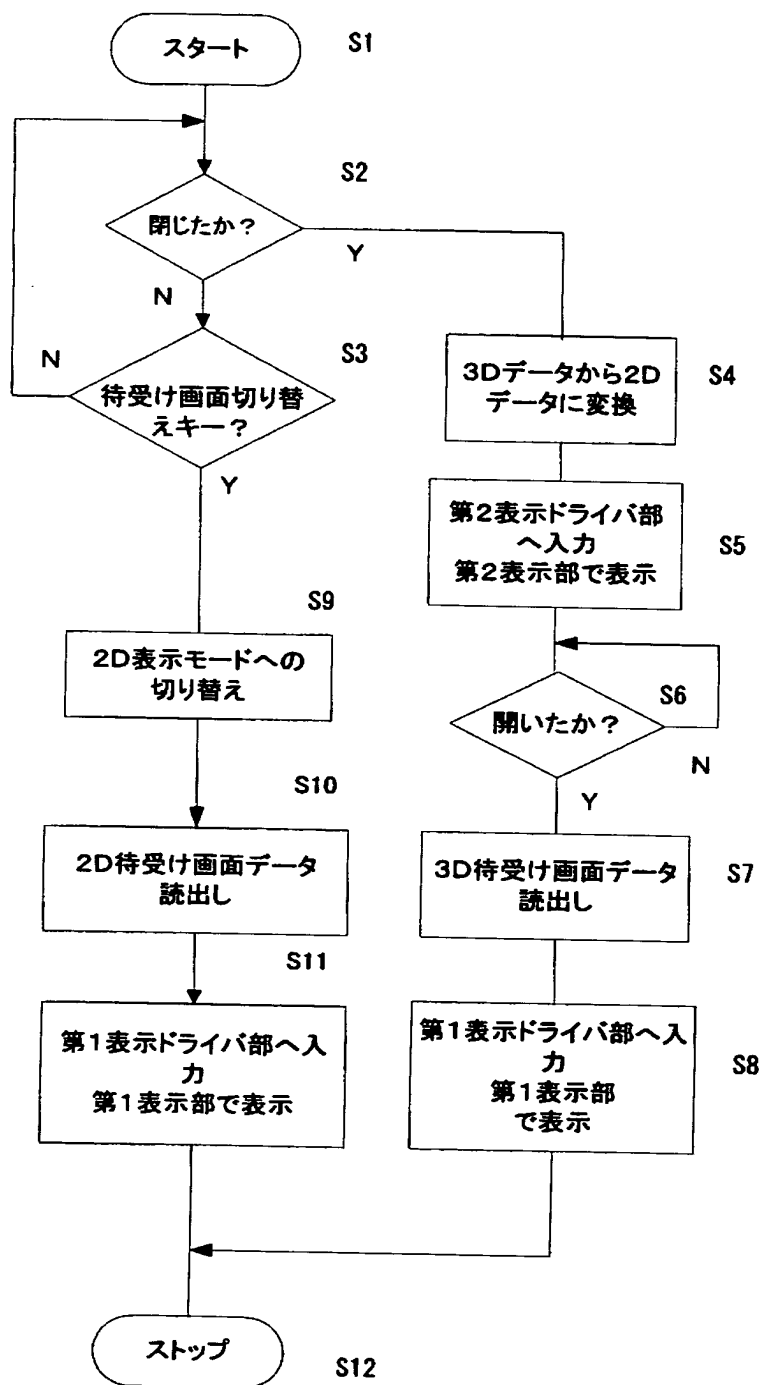 スタート
S1
S2
閉じたか?
Y
N
S3
N
待受け画面切り替
えキー?
Y
3Dデータから2D
データに変換
S4
第2表示ドライバ部
へ入力
第2表示部で表示
S5
S9
2D表示モードへの
切り替え
開いたか?
S6
N
Y
S10
2D待受け画面データ
読出し
3D待受け画面データ
読出し
S7
S11
第1表示ドライバ部へ入
力
第1表示部で表示
第1表示ドライバ部へ入
力
第1表示部
で表示
S8
ストップ
S12